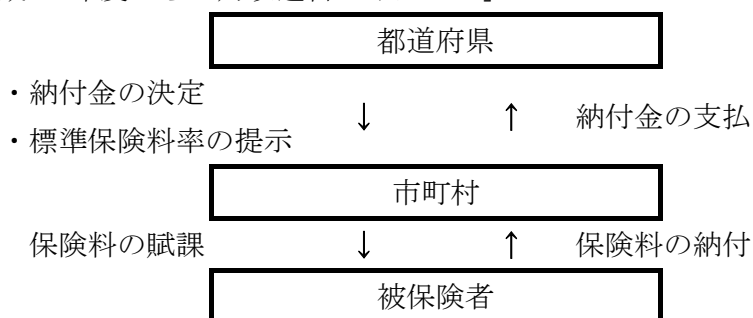 都道府県
・納付金の決定
・標準保険料率の提示
↓ ↑ 納付金の支払
市町村
保険料の賦課 ↓ ↑ 保険料の納付
被保険者